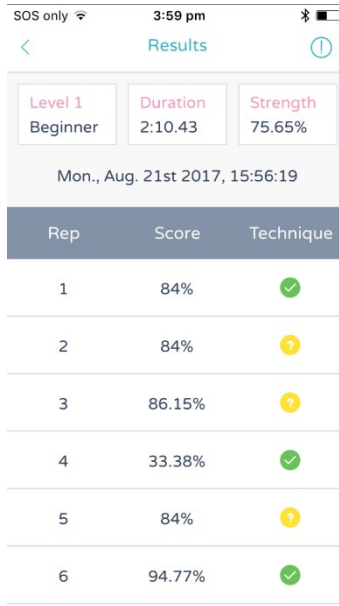 SOS only 3:59 pm
Results
Level 1 Duration Strength
Beginner 2:10.43 75.65%
Mon., Aug. 21st 2017, 15:56:19
Rep Score Technique
1 84%
2 84% ?
3 86.15% ?
4 33.38%
5 84% ?
6 94.77%